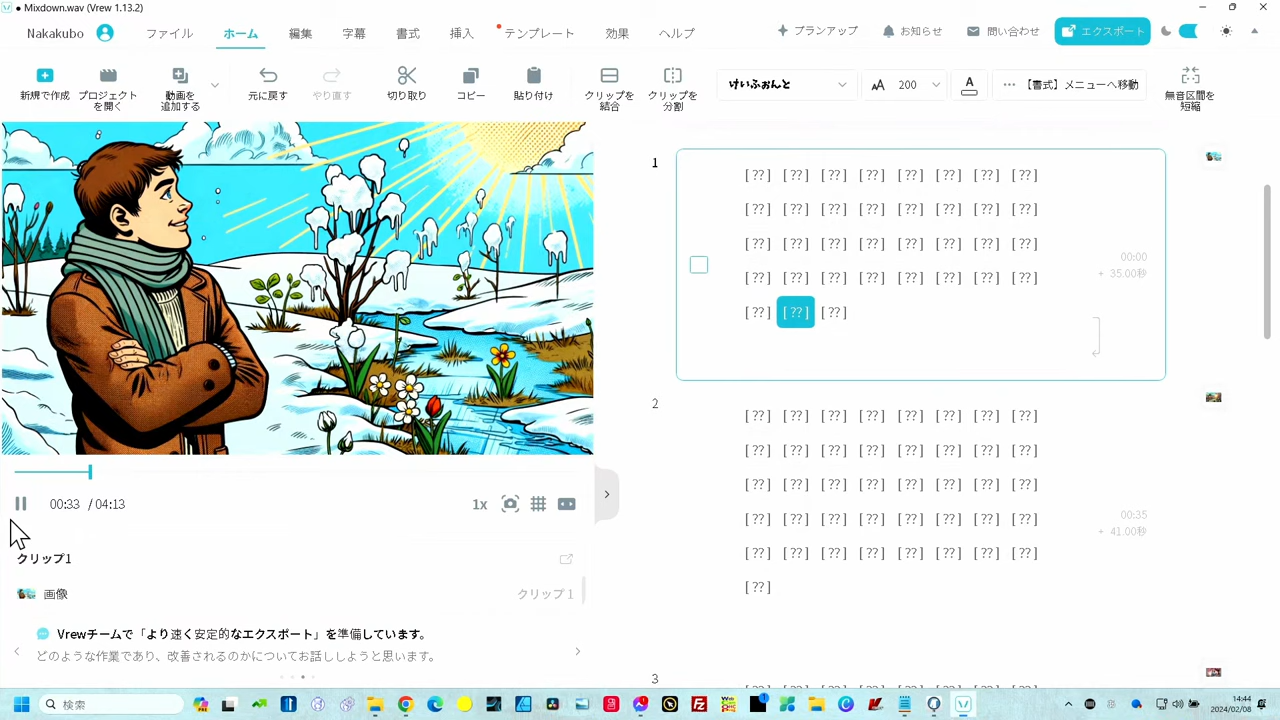 ● Mixdown.wav (Vrew 1.13.2)
Nakakubo ファイル ホーム 編集 字幕 書式 挿入 テンプレート 効果 ヘルプ プランアップ お知らせ 問い合わせ エクスポート
新規で作成 プロジェクトを開く 動画を追加する 元に戻す やり直す 切り取り コピー 貼り付け クリップを結合 クリップを分割 けいふぉんと 200 A 【書式】メニューへ移動 無音区間を短縮
1
[ ?? ] [ ?? ] [ ?? ] [ ?? ] [ ?? ] [ ?? ] [ ?? ] [ ?? ]
[ ?? ] [ ?? ] [ ?? ] [ ?? ] [ ?? ] [ ?? ] [ ?? ] [ ?? ]
[ ?? ] [ ?? ] [ ?? ] [ ?? ] [ ?? ] [ ?? ] [ ?? ] [ ?? ]
[ ?? ] [ ?? ] [ ?? ] [ ?? ] [ ?? ] [ ?? ] [ ?? ] [ ?? ]
[ ?? ] [ ?? ] [ ?? ]
00:00
+ 35.00秒
2
[ ?? ] [ ?? ] [ ?? ] [ ?? ] [ ?? ] [ ?? ] [ ?? ] [ ?? ]
[ ?? ] [ ?? ] [ ?? ] [ ?? ] [ ?? ] [ ?? ] [ ?? ] [ ?? ]
[ ?? ] [ ?? ] [ ?? ] [ ?? ] [ ?? ] [ ?? ] [ ?? ] [ ?? ]
[ ?? ] [ ?? ] [ ?? ] [ ?? ] [ ?? ] [ ?? ] [ ?? ] [ ?? ]
[ ?? ] [ ?? ] [ ?? ] [ ?? ] [ ?? ] [ ?? ] [ ?? ] [ ?? ]
[ ?? ]
00:35
+ 41.00秒
3
00:33 / 04:13 1x
クリップ1
画像 クリップ 1
Vrewチームで「より速く安定的なエクスポート」を準備しています。
どのような作業であり、改善されるのかについてお話ししようと思います。
検索
14:44
2024/02/08